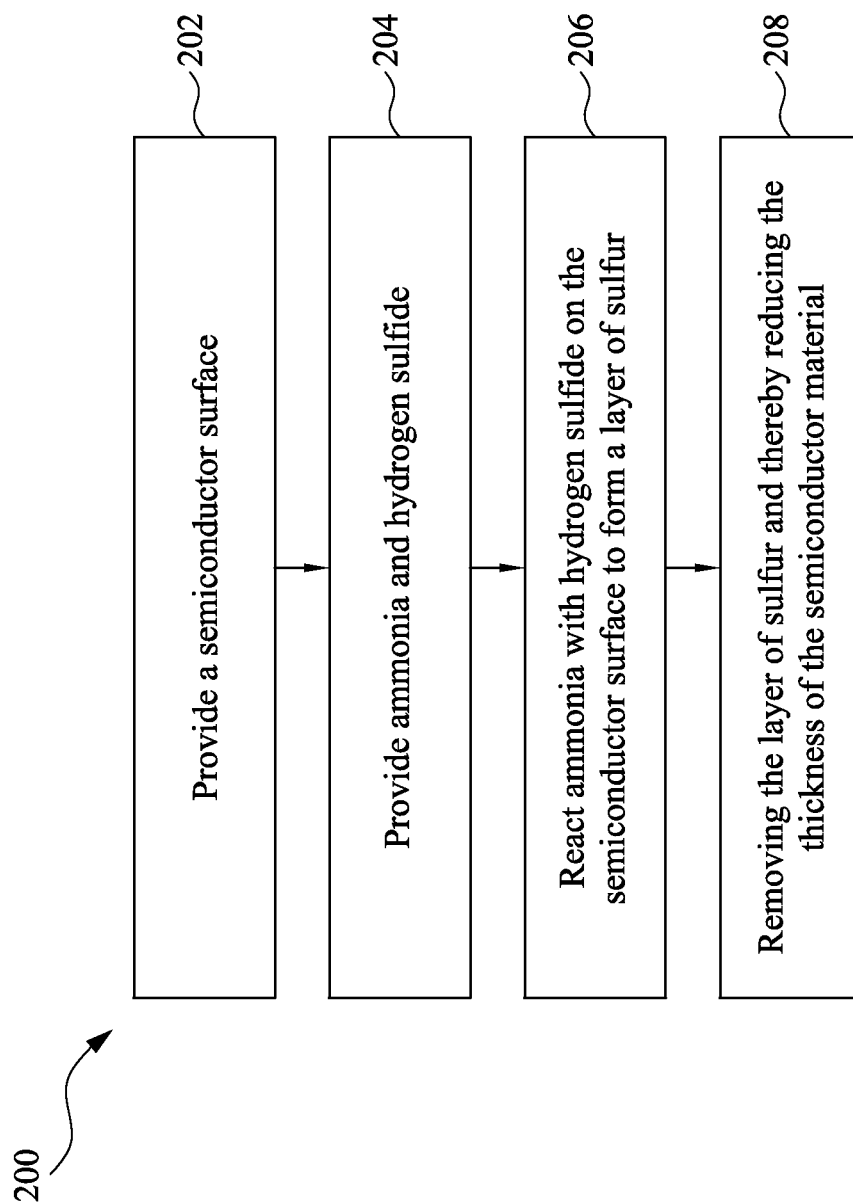 200
Provide a semiconductor surface
202
Provide ammonia and hydrogen sulfide
204
React ammonia with hydrogen sulfide on the
semiconductor surface to form a layer of sulfur
206
Removing the layer of sulfur and thereby reducing the
thickness of the semiconductor material
208